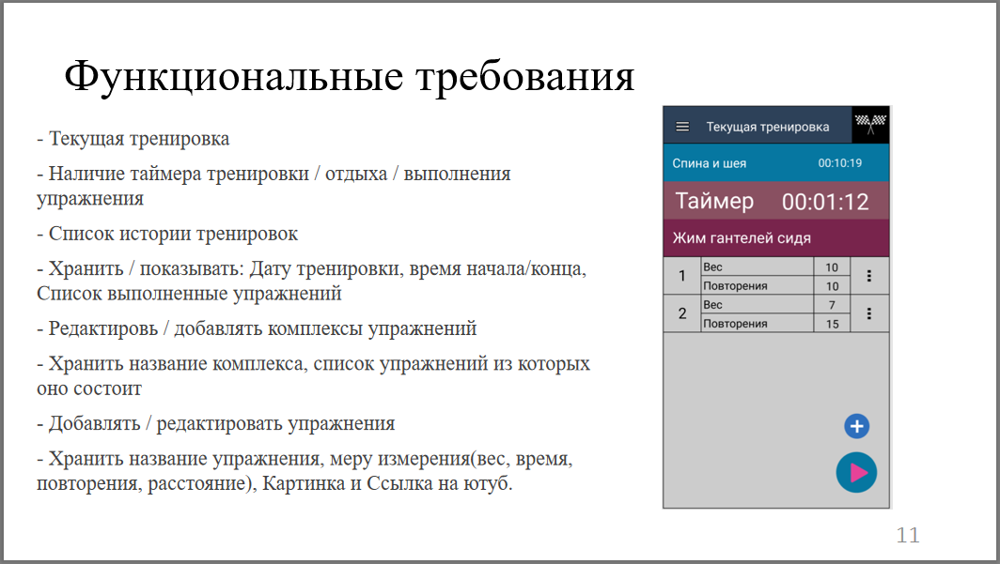 Функциональные требования
- Текущая тренировка
- Наличие таймера тренировки / отдыха / выполнения
упражнения
- Список истории тренировок
- Хранить / показывать: Дату тренировки, время начала/конца,
Список выполненные упражнений
- Редактировь / добавлять комплексы упражнений
- Хранить название комплекса, список упражнений из которых
оно состоит
- Добавлять / редактировать упражнения
- Хранить название упражнения, меру измерения(вес, время,
повторения, расстояние), Картинка и Ссылка на ютуб.
Текущая тренировка
Спина и шея 00:10:19
Таймер 00:01:12
Жим гантелей сидя
1
Вес 10
Повторения 10
2
Вес 7
Повторения 15
11